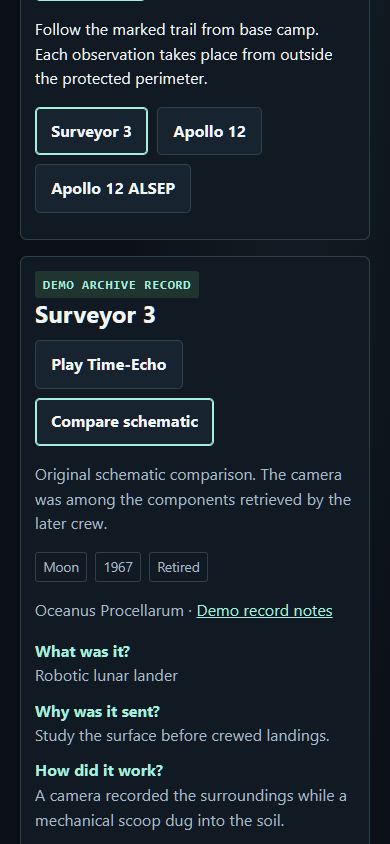 Follow the marked trail from base camp.
Each observation takes place from outside
the protected perimeter.
Surveyor 3
Apollo 12
Apollo 12 ALSEP
DEMO ARCHIVE RECORD
Surveyor 3
Play Time-Echo
Compare schematic
Original schematic comparison. The camera
was among the components retrieved by the
later crew.
Moon
1967
Retired
Oceanus Procellarum · Demo record notes
What was it?
Robotic lunar lander
Why was it sent?
Study the surface before crewed landings.
How did it work?
A camera recorded the surroundings while a
mechanical scoop dug into the soil.